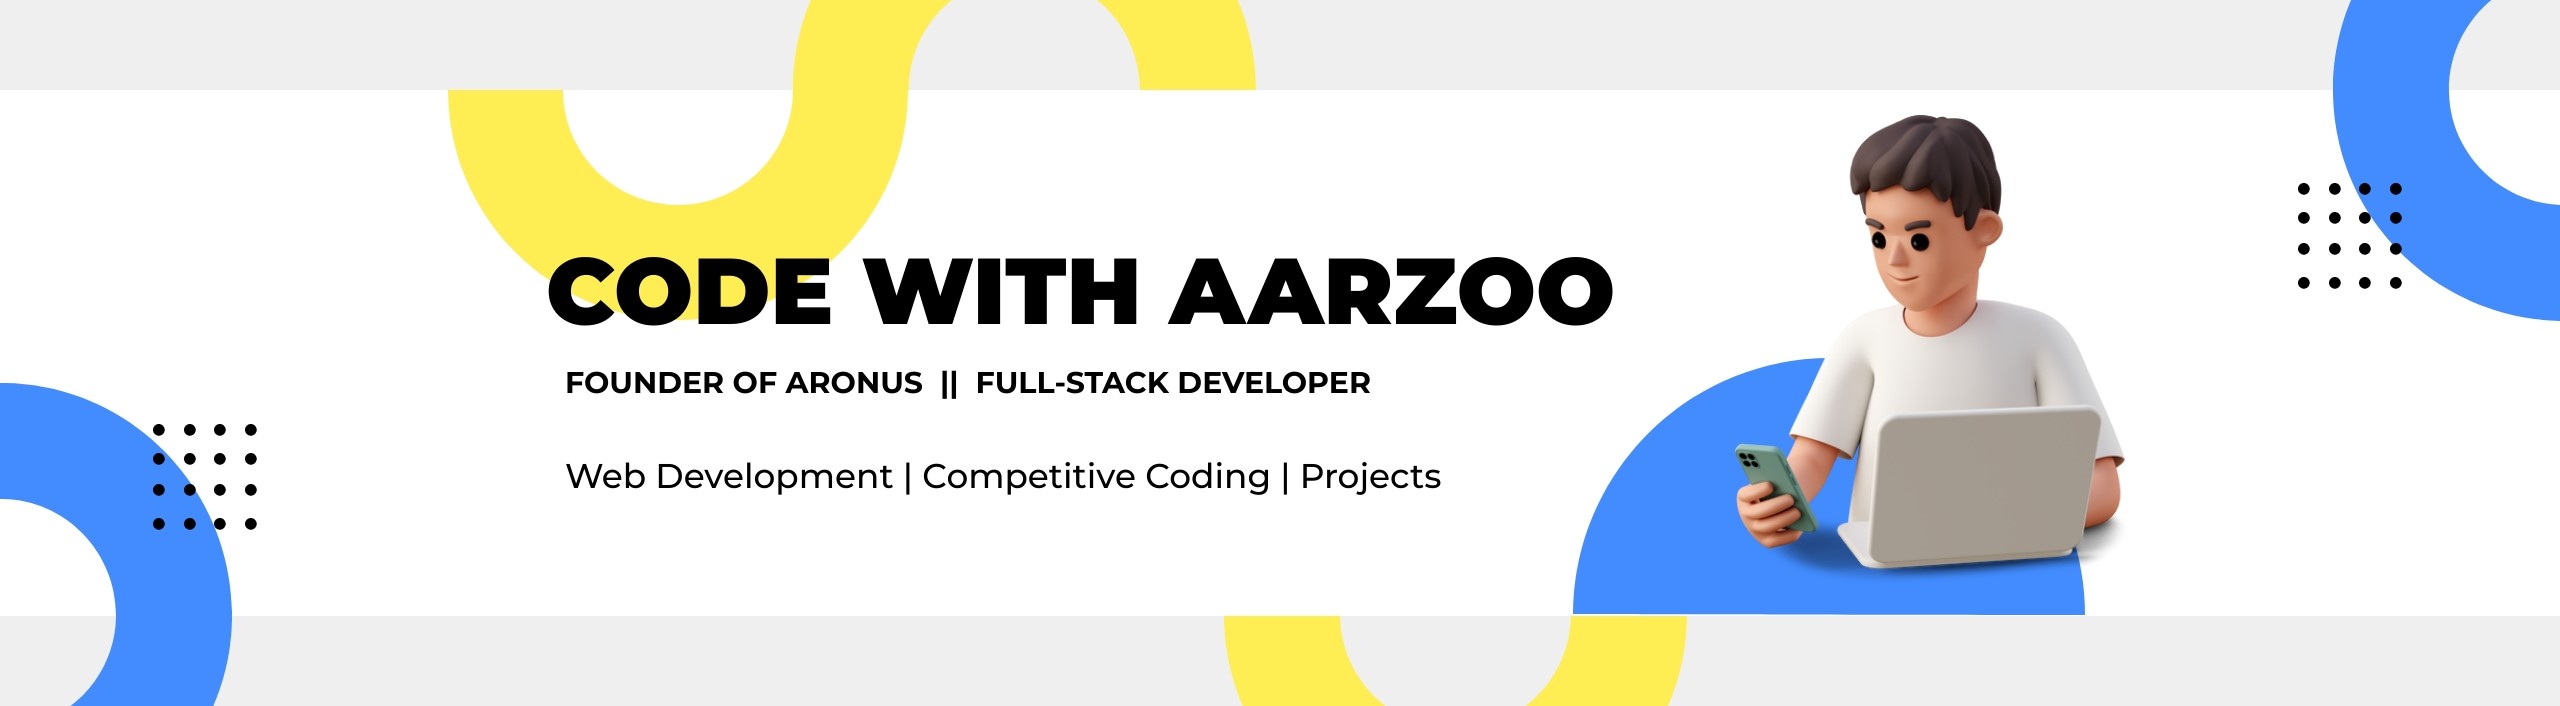 CODE WITH AARZOO
FOUNDER OF ARONUS || FULL-STACK DEVELOPER
Web Development | Competitive Coding | Projects